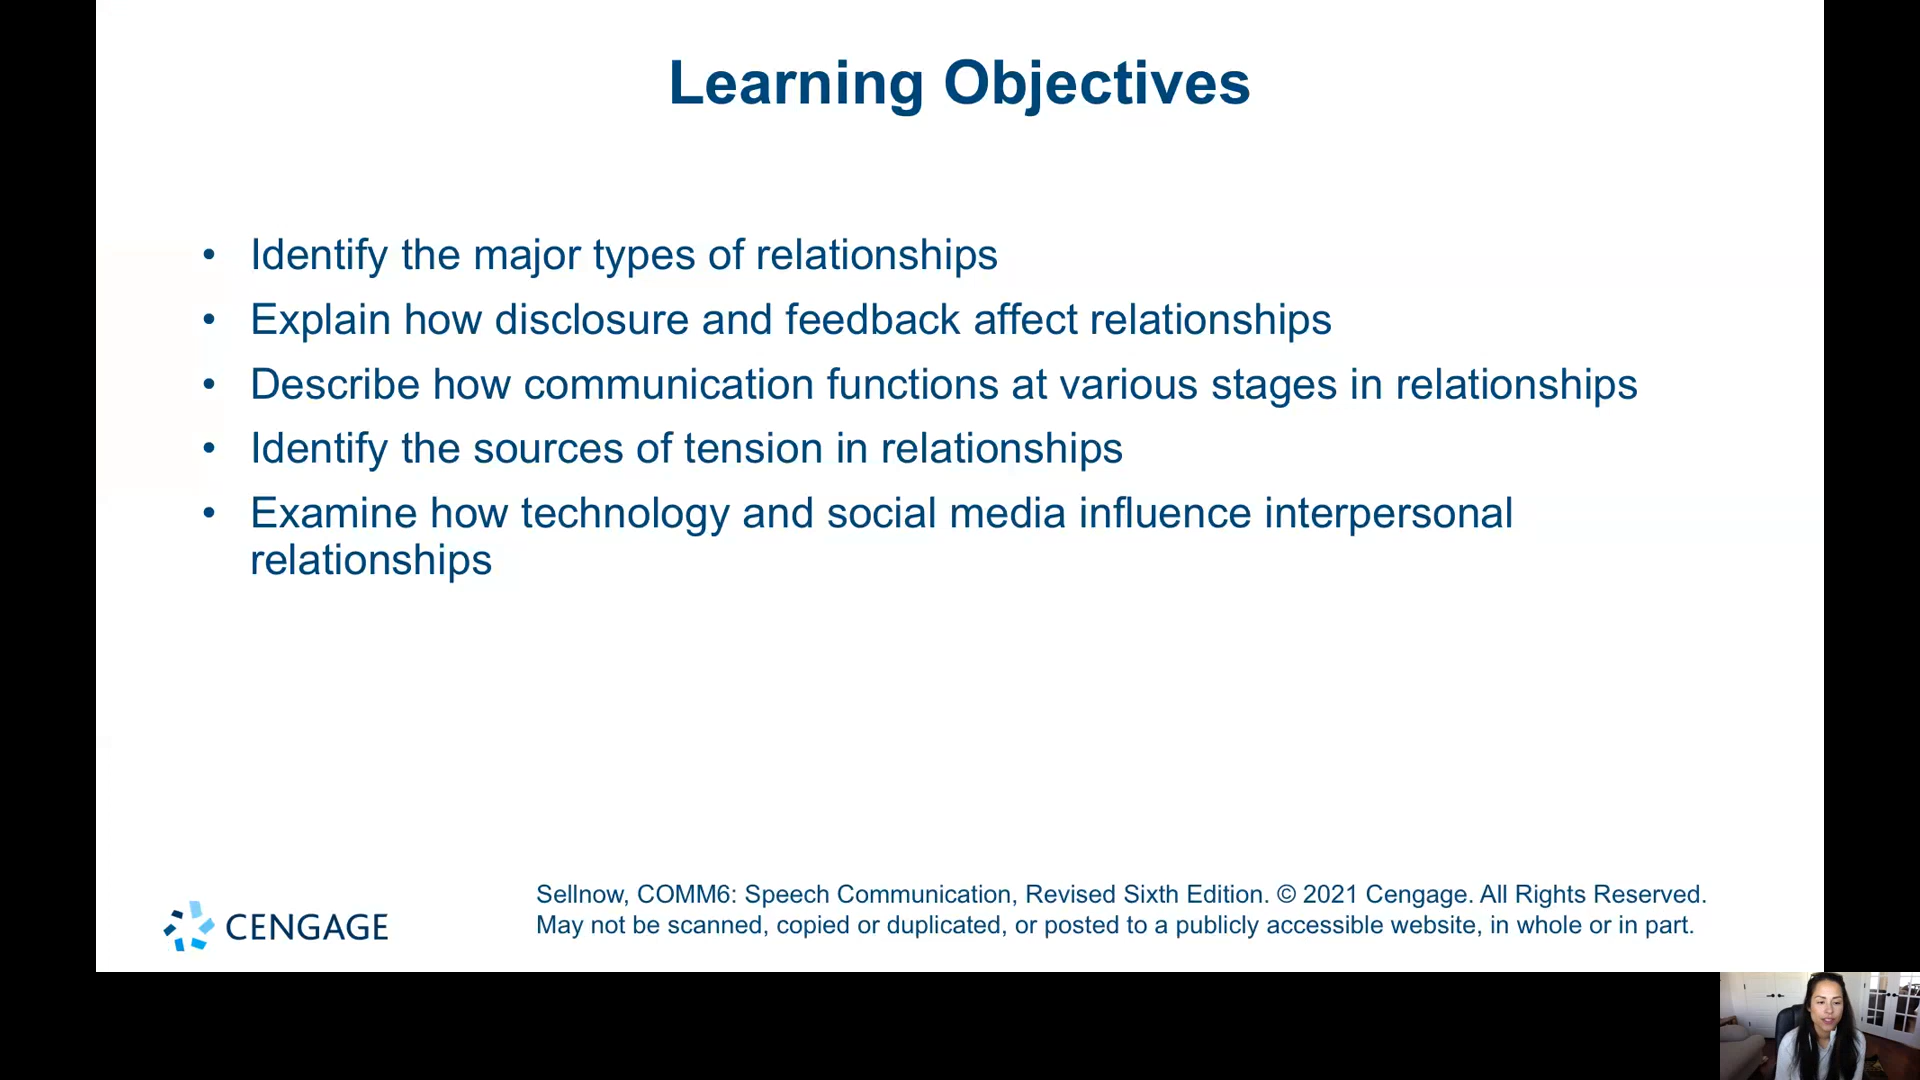 Learning Objectives
• Identify the major types of relationships
• Explain how disclosure and feedback affect relationships
• Describe how communication functions at various stages in relationships
• Identify the sources of tension in relationships
• Examine how technology and social media influence interpersonal
relationships
CENGAGE
Sellnow, COMM6: Speech Communication, Revised Sixth Edition. © 2021 Cengage. All Rights Reserved.
May not be scanned, copied or duplicated, or posted to a publicly accessible website, in whole or in part.